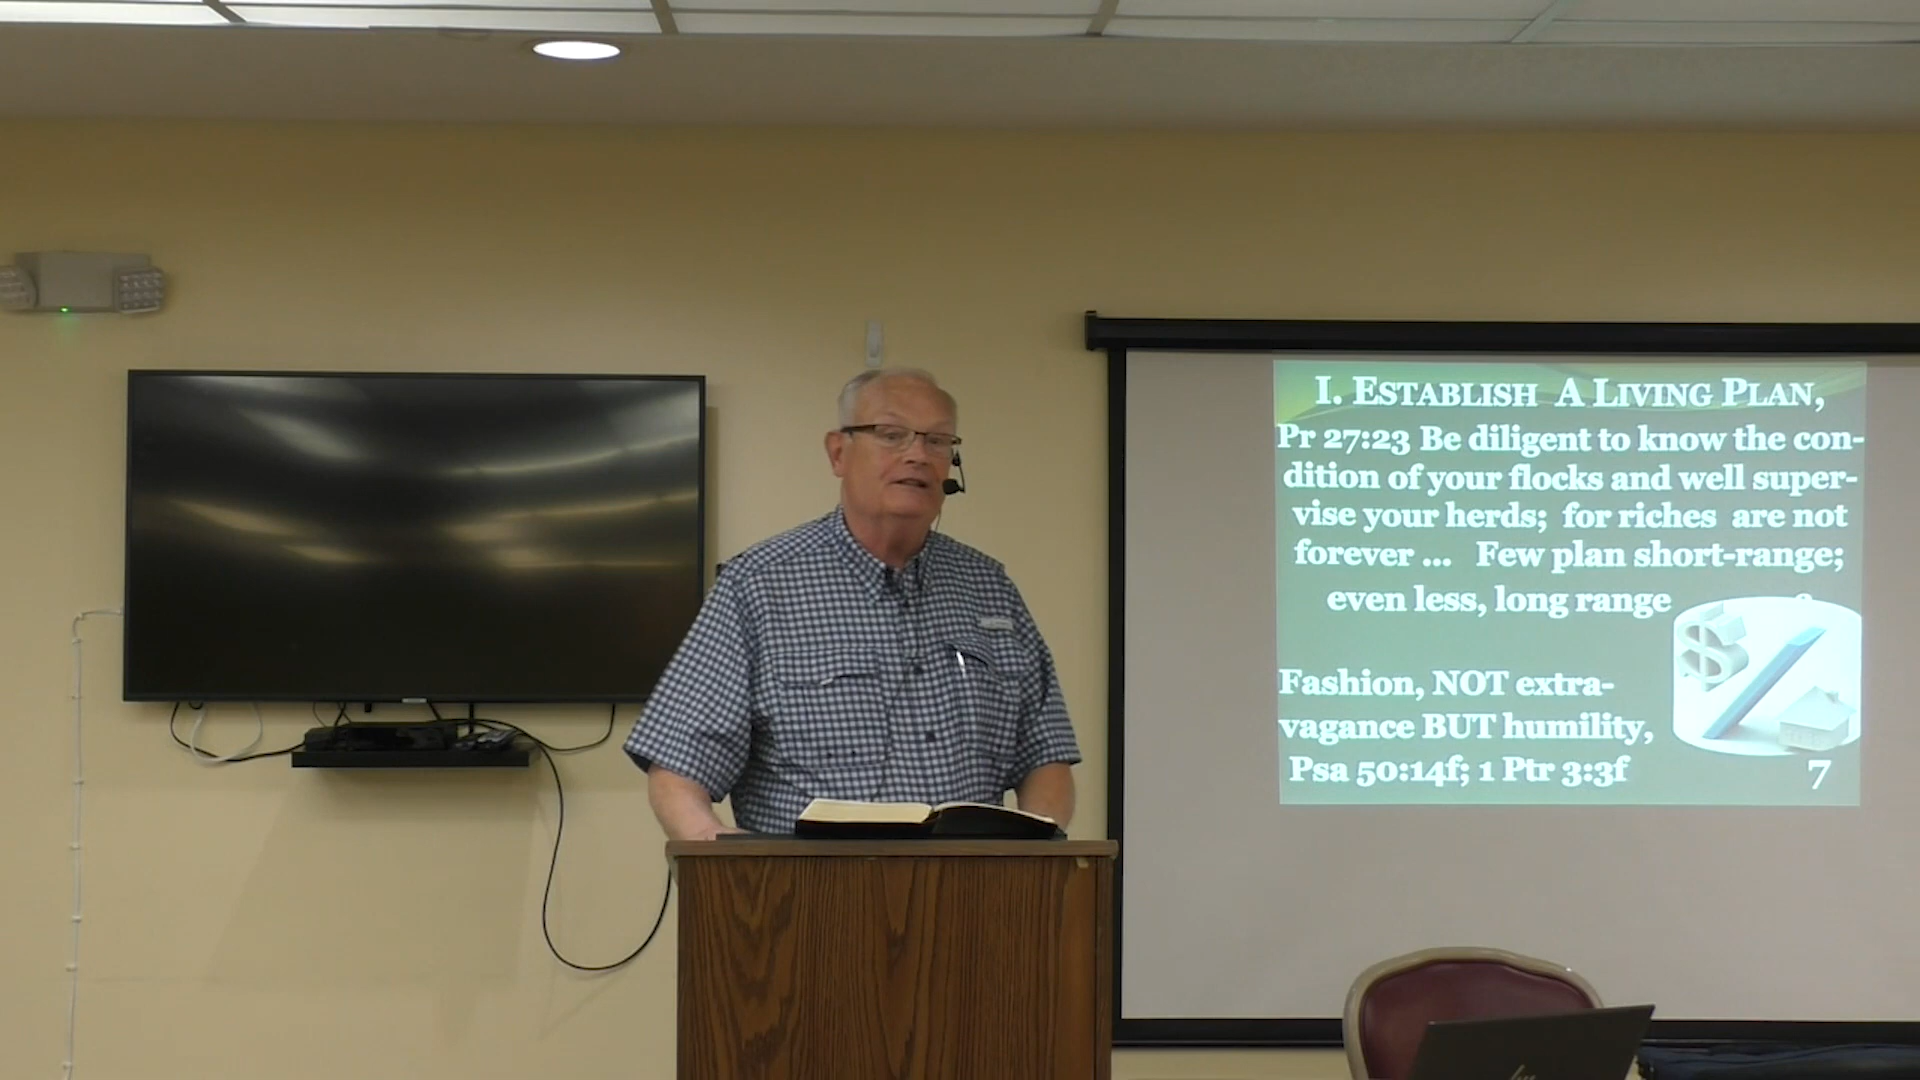 I. ESTABLISH A LIVING PLAN,
Pr 27:23 Be diligent to know the con-
dition of your flocks and well super-
vise your herds; for riches are not
forever ... Few plan short-range;
even less, long range
$
Fashion, NOT extra-
vagance BUT humility,
Psa 50:14f; 1 Ptr 3:3f
7